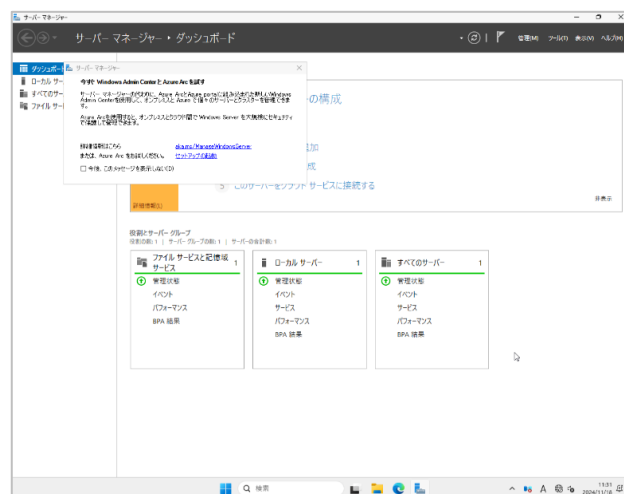 サーバー マネージャー
サーバー マネージャー・ダッシュボード
管理(M) ツール(T) 表示(V) ヘルプ(H)
ダッシュボード
ローカル サー
すべてのサー
ファイル サー
サーバー マネージャー
今すぐ Windows Admin Center と Azure Arc を試す
サーバー マネージャーの代わりに、Azure Arc と Azure portal に組み込まれた新しい Windows
Admin Center を使用して、オンプレミスと Azure で個々のサーバーとクラスターを管理できま
す。
Azure Arc を使用すると、オンプレミスとクラウド間で Windows Server を大規模にセキュリティ
で保護して管理できます。
詳細情報はこちら aka.ms/ManageWindowsServer
または、Azure Arc をお試しください。 セットアップの起動
今後、このメッセージを表示しない(D)
の構成
追加
成
5 このサーバーをクラウド サービスに接続する
詳細情報(L)
非表示
役割とサーバー グループ
役割の数: 1 | サーバー グループの数: 1 | サーバーの合計数: 1
ファイル サービスと記憶域サービス 1
管理状態
イベント
パフォーマンス
BPA 結果
ローカル サーバー 1
管理状態
イベント
サービス
パフォーマンス
BPA 結果
すべてのサーバー 1
管理状態
イベント
サービス
パフォーマンス
BPA 結果
検索
A
11:31
2024/11/18